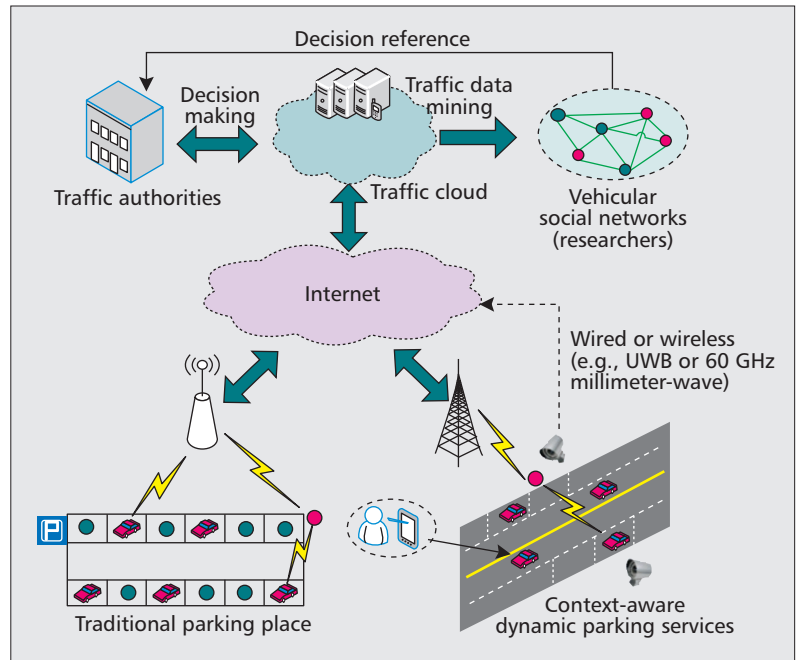 Decision reference
Decision
making
Traffic data
mining
Traffic authorities
Traffic cloud
Vehicular
social networks
(researchers)
Internet
Wired or wireless
(e.g., UWB or 60 GHz
millimeter-wave)
P
Traditional parking place
Context-aware
dynamic parking services